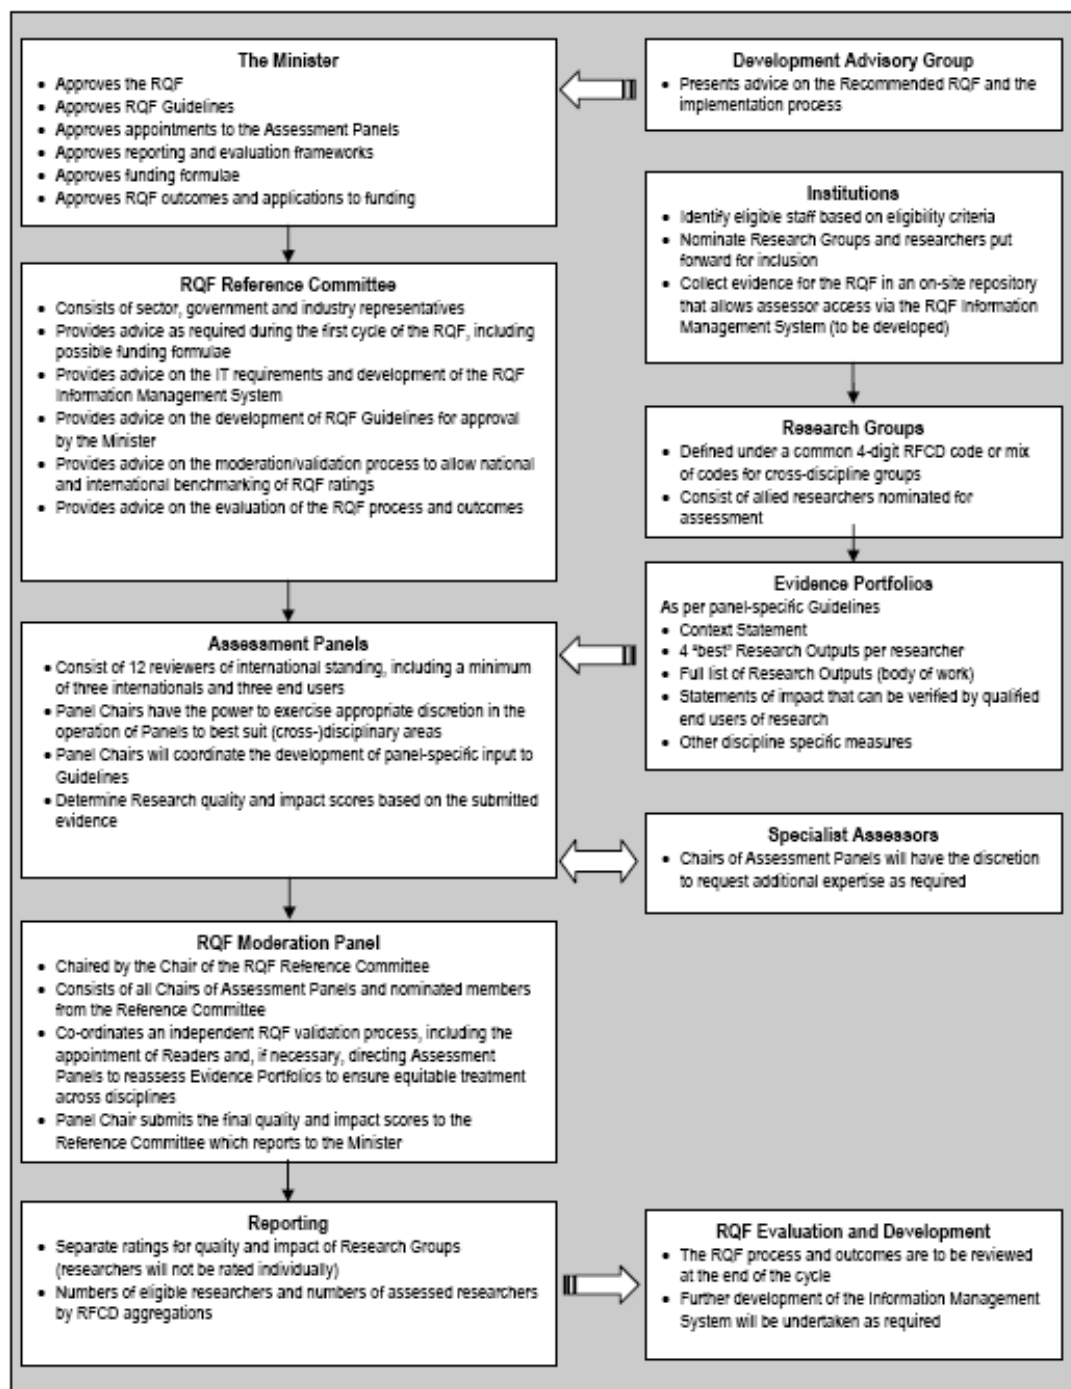 The Minister
• Approves the RQF
• Approves RQF Guidelines
• Approves appointments to the Assessment Panels
• Approves reporting and evaluation frameworks
• Approves funding formulae
• Approves RQF outcomes and applications to funding
Development Advisory Group
• Presents advice on the Recommended RQF and the
implementation process
Institutions
• Identify eligible staff based on eligibility criteria
• Nominate Research Groups and researchers put
forward for inclusion
• Collect evidence for the RQF in an on-site repository
that allows assessor access via the RQF Information
Management System (to be developed)
RQF Reference Committee
• Consists of sector, government and industry representatives
• Provides advice as required during the first cycle of the RQF, including
possible funding formulae
• Provides advice on the IT requirements and development of the RQF
Information Management System
• Provides advice on the development of RQF Guidelines for approval
by the Minister
• Provides advice on the moderation/validation process to allow national
and international benchmarking of RQF ratings
• Provides advice on the evaluation of the RQF process and outcomes
Research Groups
• Defined under a common 4-digit RFCD code or mix
of codes for cross-discipline groups
• Consist of allied researchers nominated for
assessment
Evidence Portfolios
As per panel-specific Guidelines
• Context Statement
• 4 "best" Research Outputs per researcher
• Full list of Research Outputs (body of work)
• Statements of impact that can be verified by qualified
end users of research
• Other discipline specific measures
Assessment Panels
• Consist of 12 reviewers of international standing, including a minimum
of three internationals and three end users
• Panel Chairs have the power to exercise appropriate discretion in the
operation of Panels to best suit (cross-)disciplinary areas
• Panel Chairs will coordinate the development of panel-specific input to
Guidelines
• Determine Research quality and impact scores based on the submitted
evidence
Specialist Assessors
• Chairs of Assessment Panels will have the discretion
to request additional expertise as required
RQF Moderation Panel
• Chaired by the Chair of the RQF Reference Committee
• Consists of all Chairs of Assessment Panels and nominated members
from the Reference Committee
• Co-ordinates an independent RQF validation process, including the
appointment of Readers and, if necessary, directing Assessment
Panels to reassess Evidence Portfolios to ensure equitable treatment
across disciplines
• Panel Chair submits the final quality and impact scores to the
Reference Committee which reports to the Minister
Reporting
• Separate ratings for quality and impact of Research Groups
(researchers will not be rated individually)
• Numbers of eligible researchers and numbers of assessed researchers
by RFCD aggregations
RQF Evaluation and Development
• The RQF process and outcomes are to be reviewed
at the end of the cycle
• Further development of the Information Management
System will be undertaken as required